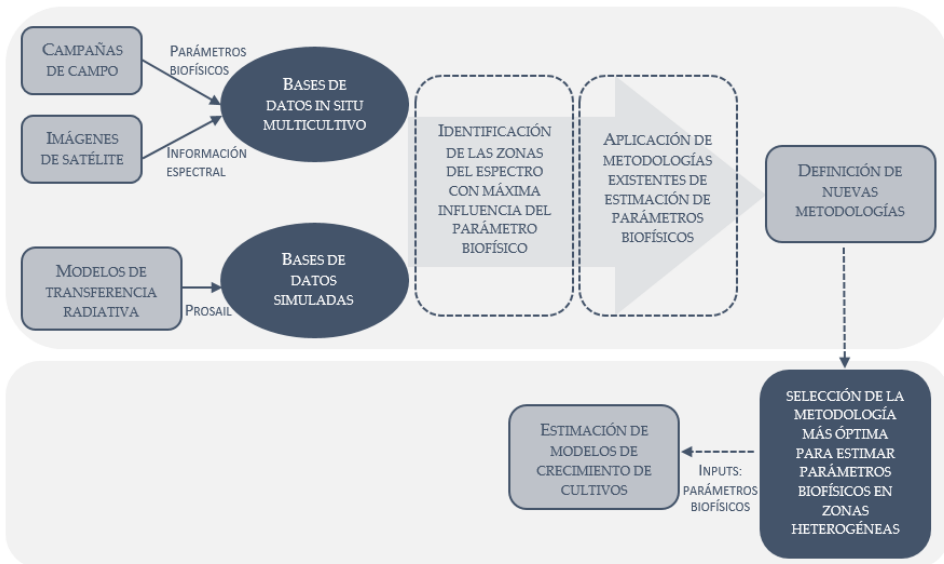 CAMPAÑAS
DE CAMPO
PARÁMETROS
BIOFÍSICOS
IMÁGENES
DE SATÉLITE
INFORMACIÓN
ESPECTRAL
BASES DE
DATOS IN SITU
MULTICULTIVO
MODELOS DE
TRANSFERENCIA
RADIATIVA
PROSAIL
BASES DE
DATOS
SIMULADAS
IDENTIFICACIÓN
DE LAS ZONAS
DEL ESPECTRO
CON MÁXIMA
INFLUENCIA DEL
PARÁMETRO
BIOFÍSICO
APLICACIÓN DE
METODOLOGÍAS
EXISTENTES DE
ESTIMACIÓN DE
PARÁMETROS
BIOFÍSICOS
DEFINICIÓN DE
NUEVAS
METODOLOGÍAS
SELECCIÓN DE LA
METODOLOGÍA
MÁS ÓPTIMA
PARA ESTIMAR
PARÁMETROS
BIOFÍSICOS EN
ZONAS
HETEROGÉNEAS
INPUTS:
PARÁMETROS
BIOFÍSICOS
ESTIMACIÓN DE
MODELOS DE
CRECIMIENTO DE
CULTIVOS